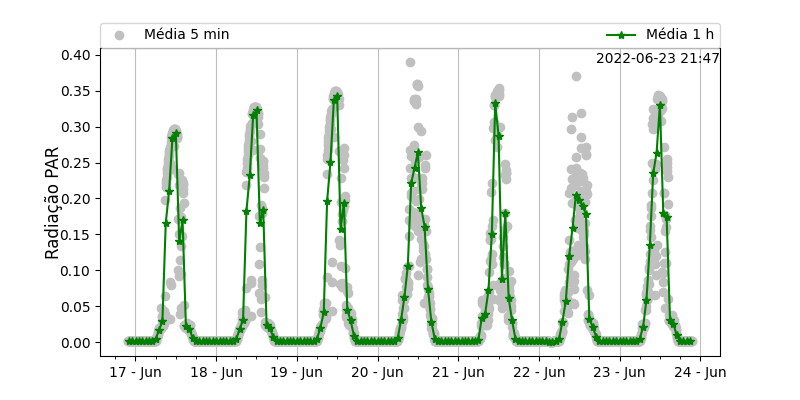 Média 5 min
Média 1 h
2022-06-23 21:47
Radiação PAR
0.40
0.35
0.30
0.25
0.20
0.15
0.10
0.05
0.00
17 - Jun
18 - Jun
19 - Jun
20 - Jun
21 - Jun
22 - Jun
23 - Jun
24 - Jun